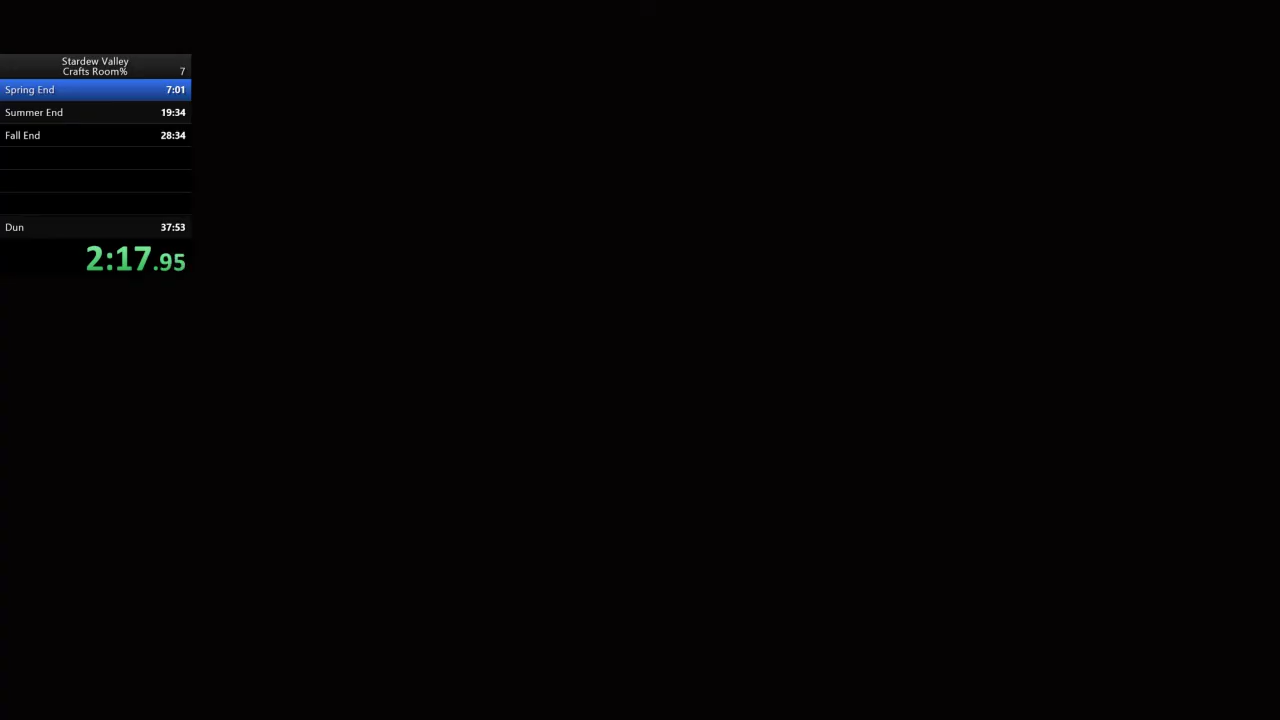 Stardew Valley
Crafts Room% 7
Spring End 7:01
Summer End 19:34
Fall End 28:34
Dun 37:53
2:17.95